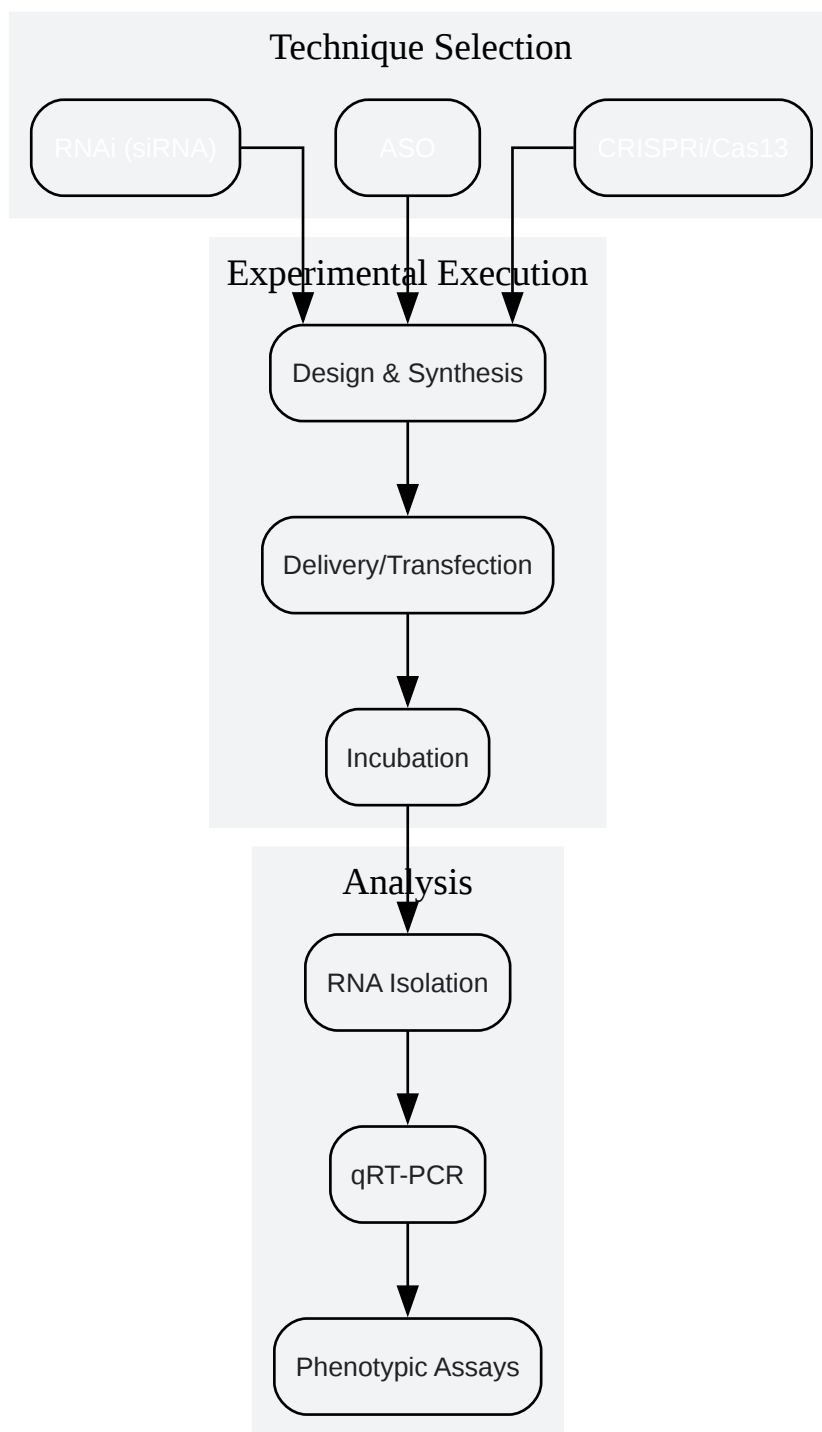 Technique Selection
RNAi (siRNA)
ASO
CRISPRi/Cas13
Experimental Execution
Design & Synthesis
Delivery/Transfection
Incubation
Analysis
RNA Isolation
qRT-PCR
Phenotypic Assays